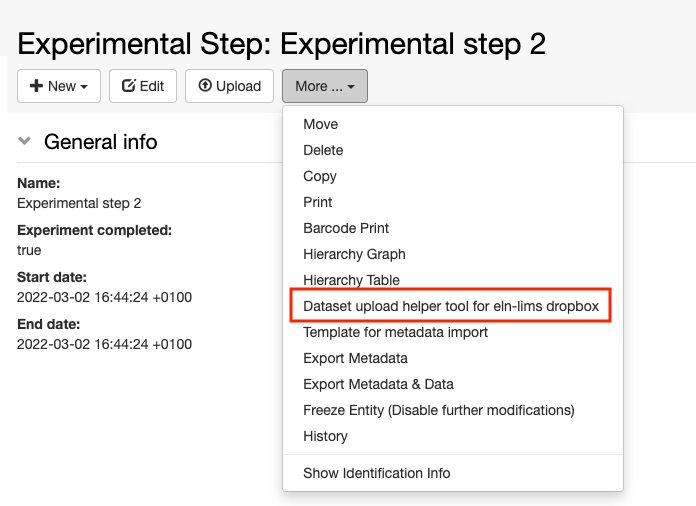 Experimental Step: Experimental step 2
New
Edit
Upload
More ...
General info
Name:
Experimental step 2
Experiment completed:
true
Start date:
2022-03-02 16:44:24 +0100
End date:
2022-03-02 16:44:24 +0100
Move
Delete
Copy
Print
Barcode Print
Hierarchy Graph
Hierarchy Table
Dataset upload helper tool for eln-lims dropbox
Template for metadata import
Export Metadata
Export Metadata & Data
Freeze Entity (Disable further modifications)
History
Show Identification Info